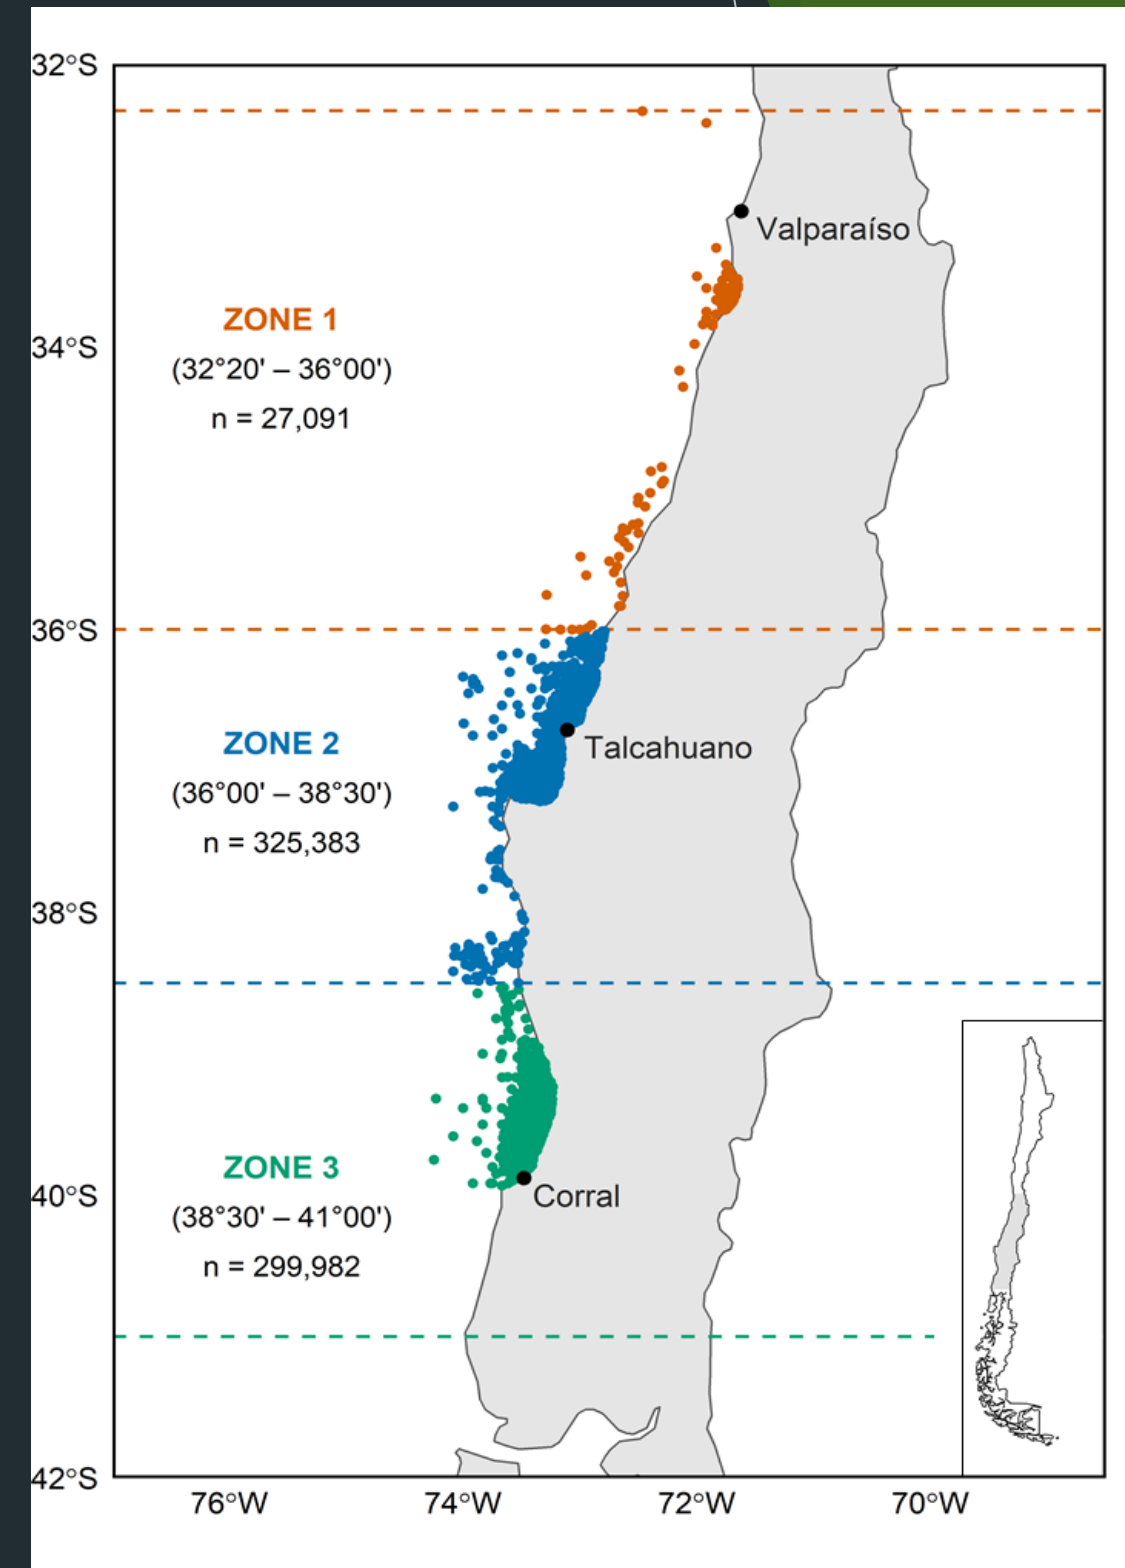 32°S
Valparaíso
ZONE 1
34°S
(32°20' – 36°00')
n = 27,091
36°S
ZONE 2
Talcahuano
(36°00' – 38°30')
n = 325,383
38°S
ZONE 3
40°S
Corral
(38°30' – 41°00')
n = 299,982
42°S
76°W
74°W
72°W
70°W